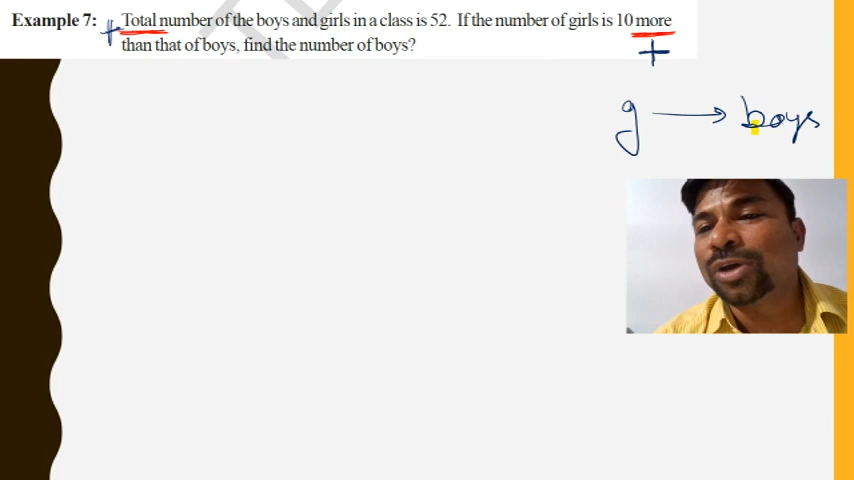 Example 7: + Total number of the boys and girls in a class is 52. If the number of girls is 10 more
than that of boys, find the number of boys?
+
g → boys